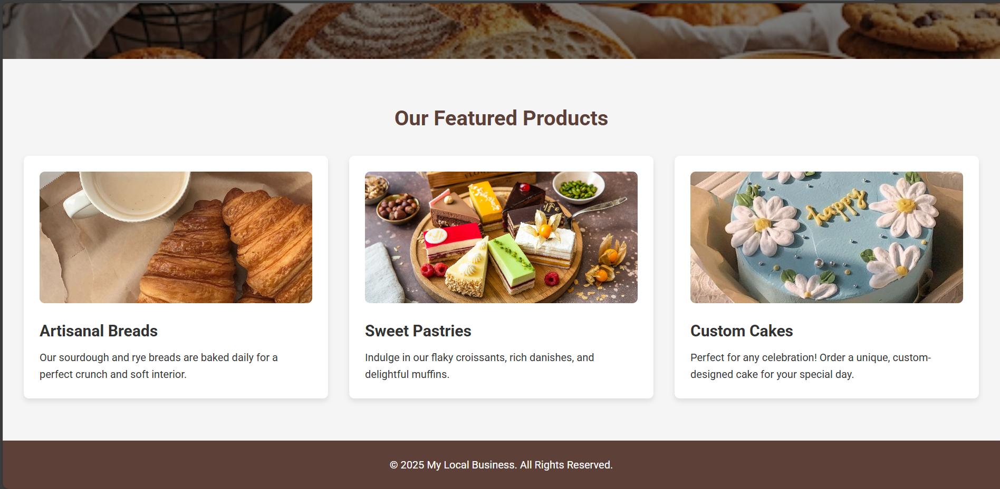 Our Featured Products
happy
Artisanal Breads
Our sourdough and rye breads are baked daily for a
perfect crunch and soft interior.
Sweet Pastries
Indulge in our flaky croissants, rich danishes, and
delightful muffins.
Custom Cakes
Perfect for any celebration! Order a unique, custom-
designed cake for your special day.
© 2025 My Local Business. All Rights Reserved.